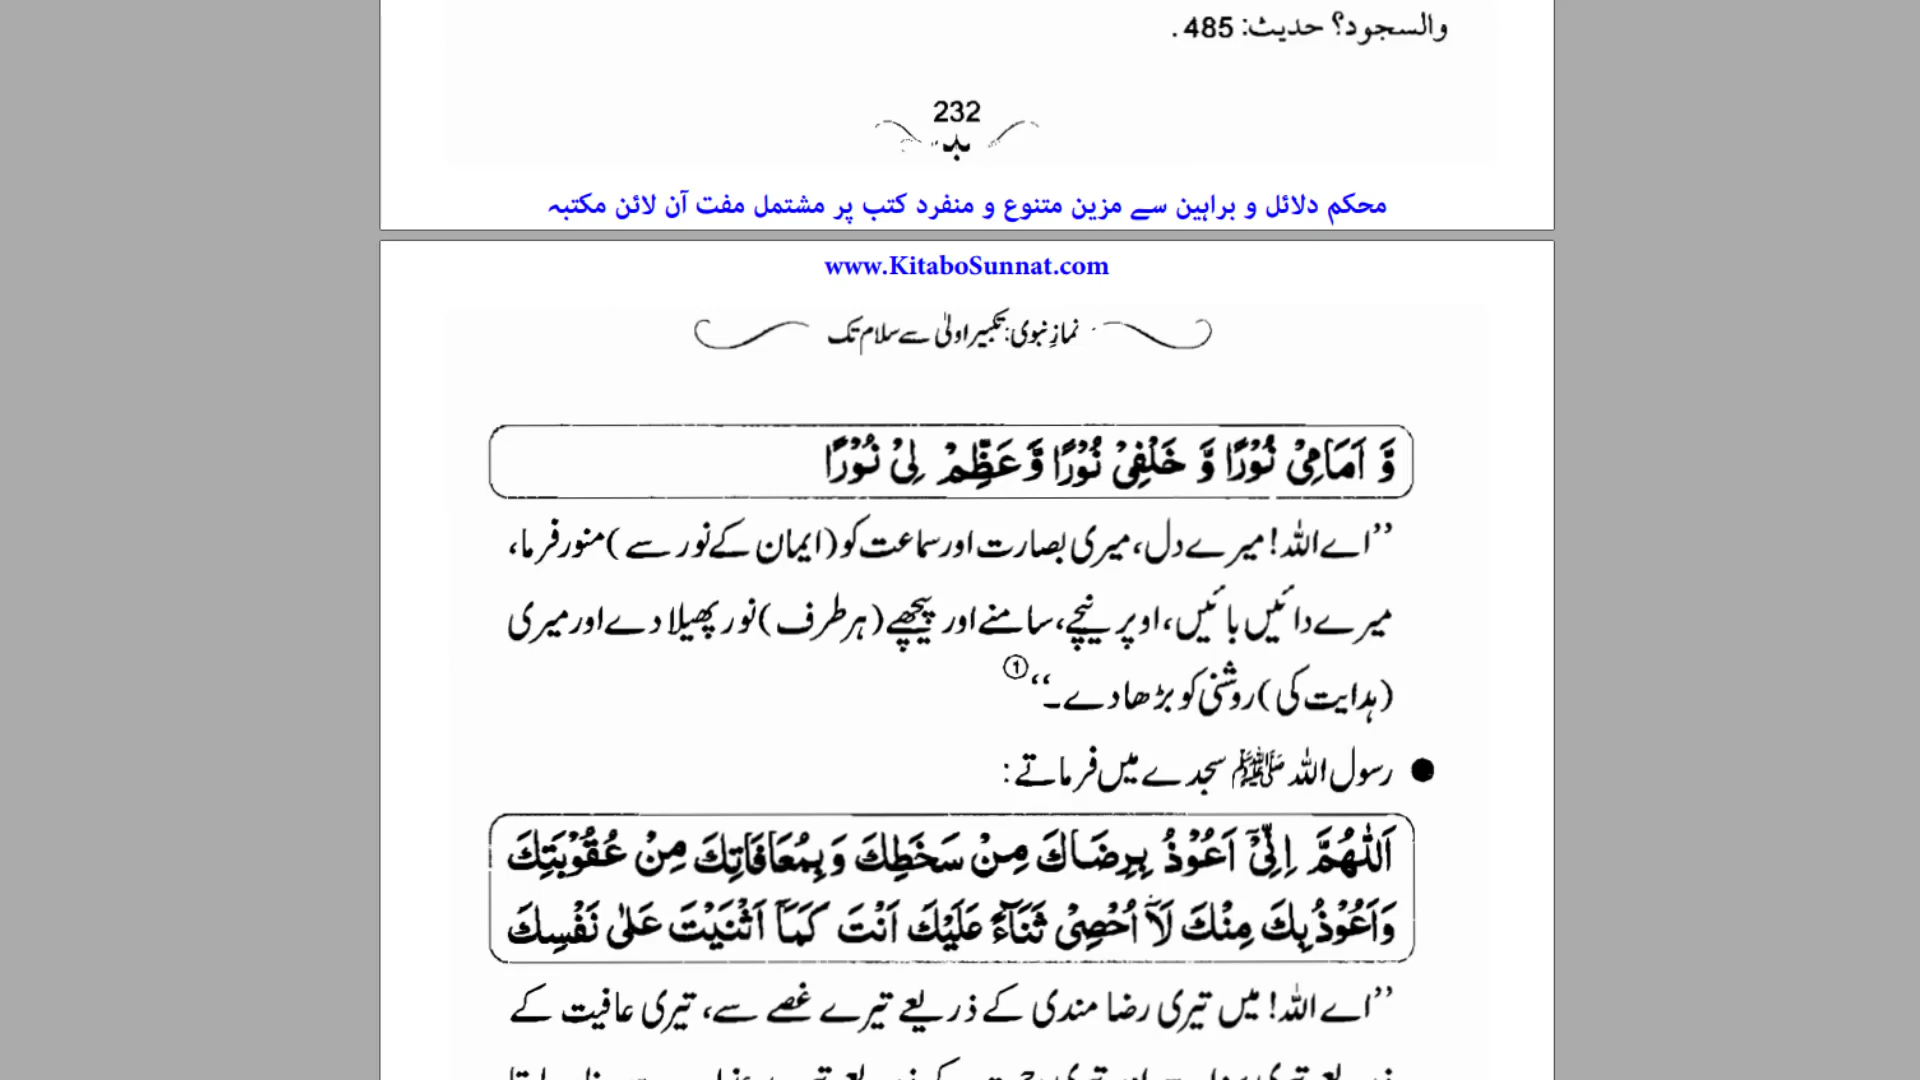 والسجود؟ حدیث: 485 .
232
محکم دلائل و براہین سے مزین متنوع و منفرد کتب پر مشتمل مفت آن لائن مکتبہ
www.KitaboSunnat.com
نمازِ نبوی: تکبیر اولیٰ سے سلام تک
وَّ اَمَامِیْ نُوْرًا وَّ خَلْفِیْ نُوْرًا وَّ عَظِّمْ لِیْ نُوْرًا
’’اے اللہ! میرے دل، میری بصارت اور سماعت کو (ایمان کے نور سے) منور فرما،
میرے دائیں بائیں، اوپر نیچے، سامنے اور پیچھے (ہر طرف) نور پھیلا دے اور میری
(ہدایت کی) روشنی کو بڑھا دے۔‘‘ ①
● رسول اللہ ﷺ سجدے میں فرماتے:
اَللّٰهُمَّ اِنِّیْۤ اَعُوْذُ بِرِضَاكَ مِنْ سَخَطِكَ وَبِمُعَافَاتِكَ مِنْ عُقُوْبَتِكَ
وَاَعُوْذُ بِكَ مِنْكَ لَاۤ اُحْصِیْ ثَنَآءً عَلَیْكَ اَنْتَ كَمَاۤ اَثْنَیْتَ عَلٰی نَفْسِكَ
’’اے اللہ! میں تیری رضا مندی کے ذریعے تیرے غصے سے، تیری عافیت کے